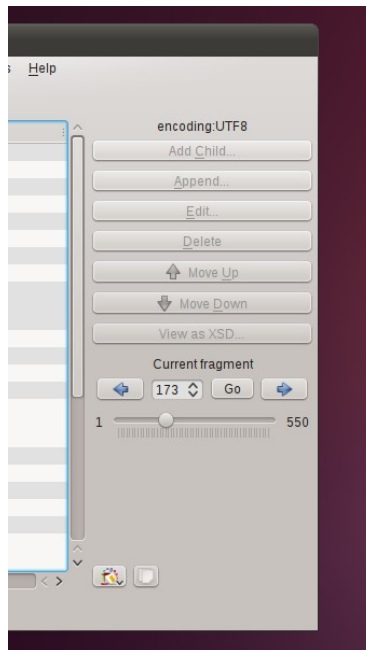 s Help
encoding:UTF8
Add Child...
Append...
Edit...
Delete
Move Up
Move Down
View as XSD...
Current fragment
173 Go
1 550